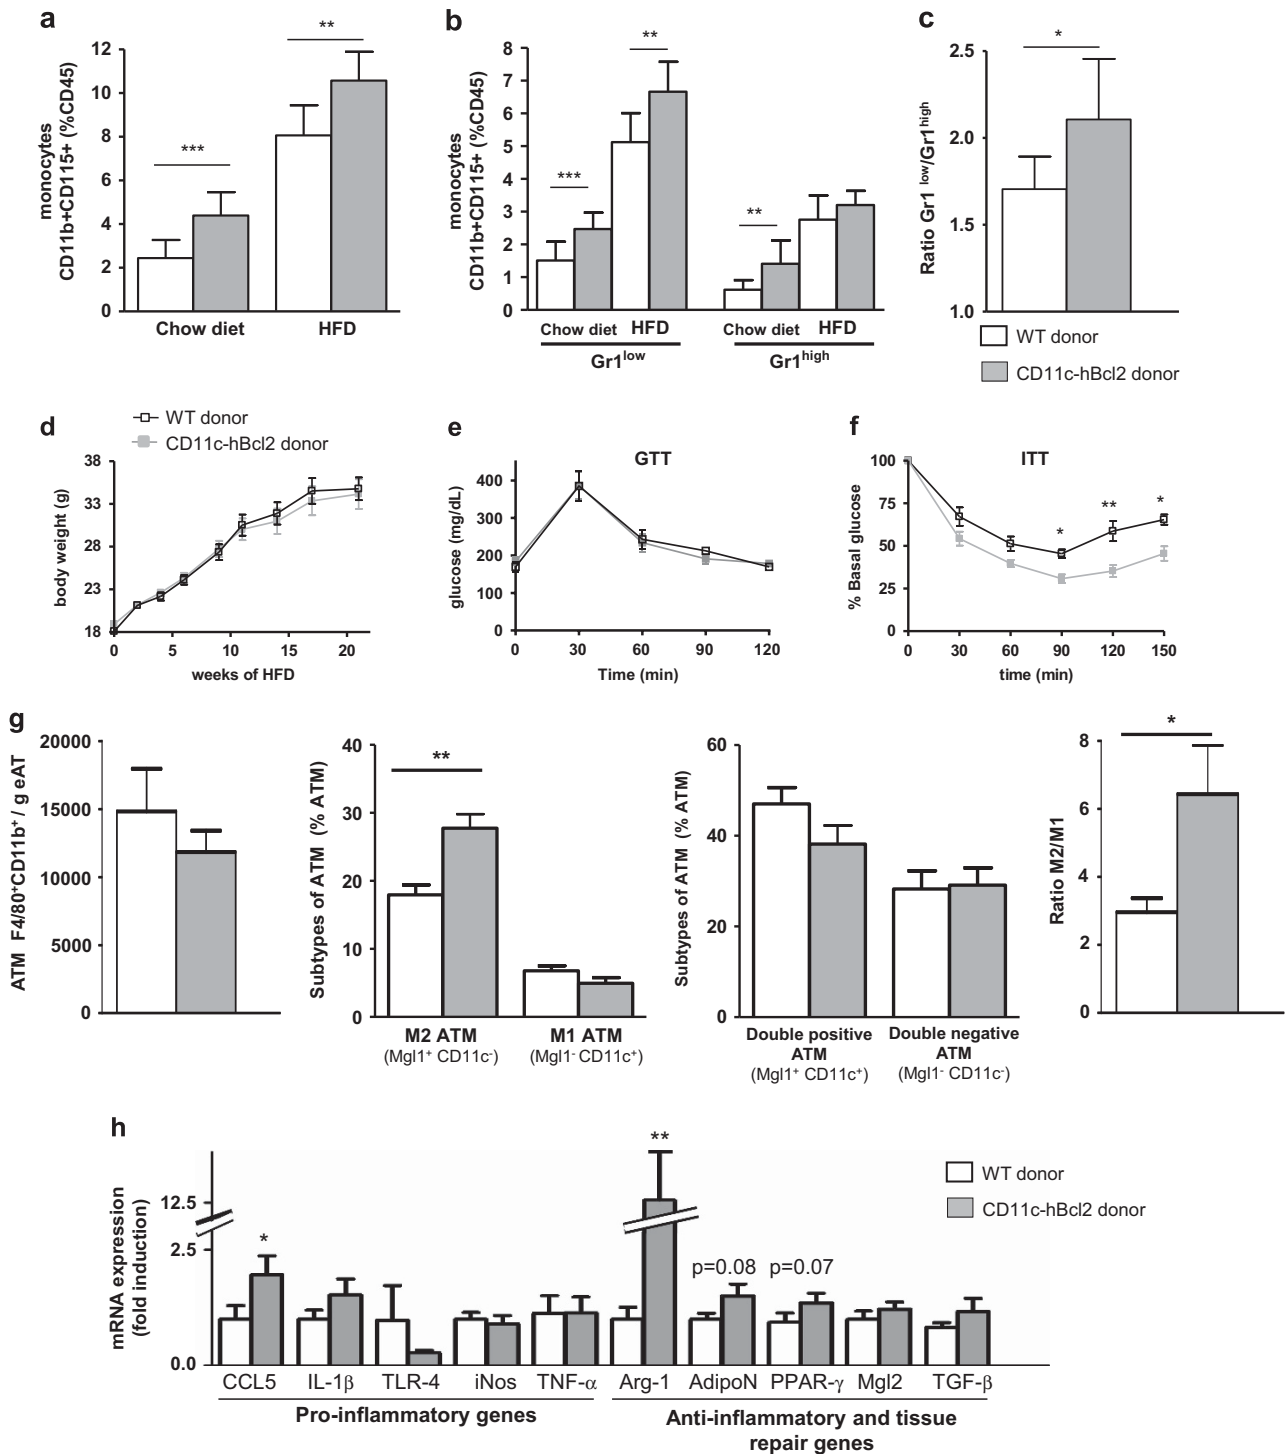 a
**
***
12
10
8
6
4
2
0
monocytes
CD11b+CD115+ (%CD45)
Chow diet
HFD
b
**
***
**
8
7
6
5
4
3
2
1
0
monocytes
CD11b+CD115+ (%CD45)
Chow diet HFD
Chow diet HFD
Gr1low
Gr1high
c
*
2.5
2.0
1.5
1.0
Ratio Gr1 low/Gr1high
WT donor
CD11c-hBcl2 donor
d
WT donor
CD11c-hBcl2 donor
38
33
28
23
18
body weight (g)
0 5 10 15 20
weeks of HFD
e
GTT
400
300
200
100
0
glucose (mg/dL)
0 30 60 90 120
Time (min)
f
ITT
100
75
50
25
0
% Basal glucose
* ** *
0 30 60 90 120 150
time (min)
g
20000
15000
10000
5000
0
ATM F4/80+CD11b+ / g eAT
**
40
30
20
10
0
Subtypes of ATM (% ATM)
M2 ATM
(Mgl1+ CD11c-)
M1 ATM
(Mgl1- CD11c+)
60
40
20
0
Subtypes of ATM (% ATM)
Double positive
ATM
(Mgl1+ CD11c+)
Double negative
ATM
(Mgl1- CD11c-)
*
8
6
4
2
0
Ratio M2/M1
h
**
WT donor
CD11c-hBcl2 donor
12.5
2.5
0.0
mRNA expression
(fold induction)
*
p=0.08 p=0.07
CCL5 IL-1β TLR-4 iNos TNF-α Arg-1 AdipoN PPAR-γ Mgl2 TGF-β
Pro-inflammatory genes
Anti-inflammatory and tissue
repair genes